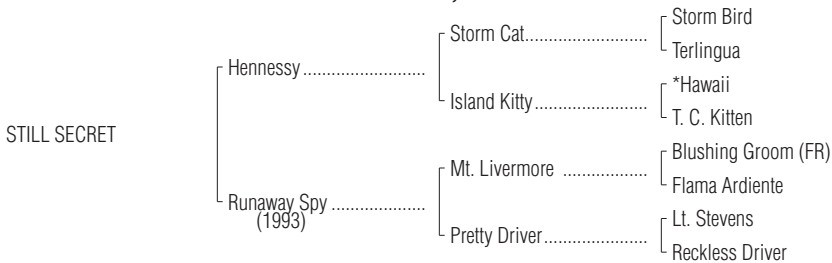 Storm Bird
Storm Cat..........................
Terlingua
Hennessy ..........................
*Hawaii
Island Kitty........................
T. C. Kitten
STILL SECRET
Blushing Groom (FR)
Mt. Livermore ..................
Flama Ardiente
Runaway Spy ....................
(1993)
Lt. Stevens
Pretty Driver......................
Reckless Driver